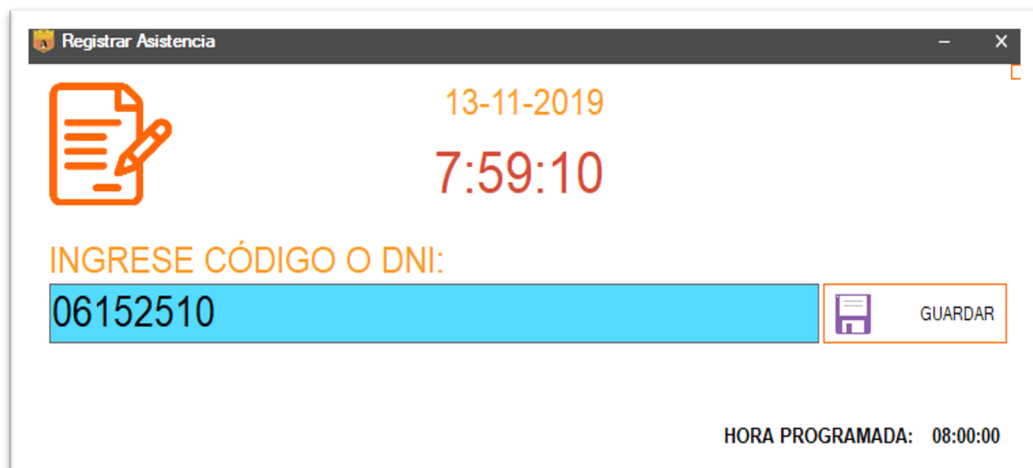 Registrar Asistencia
13-11-2019
7:59:10
INGRESE CÓDIGO O DNI:
06152510
GUARDAR
HORA PROGRAMADA: 08:00:00